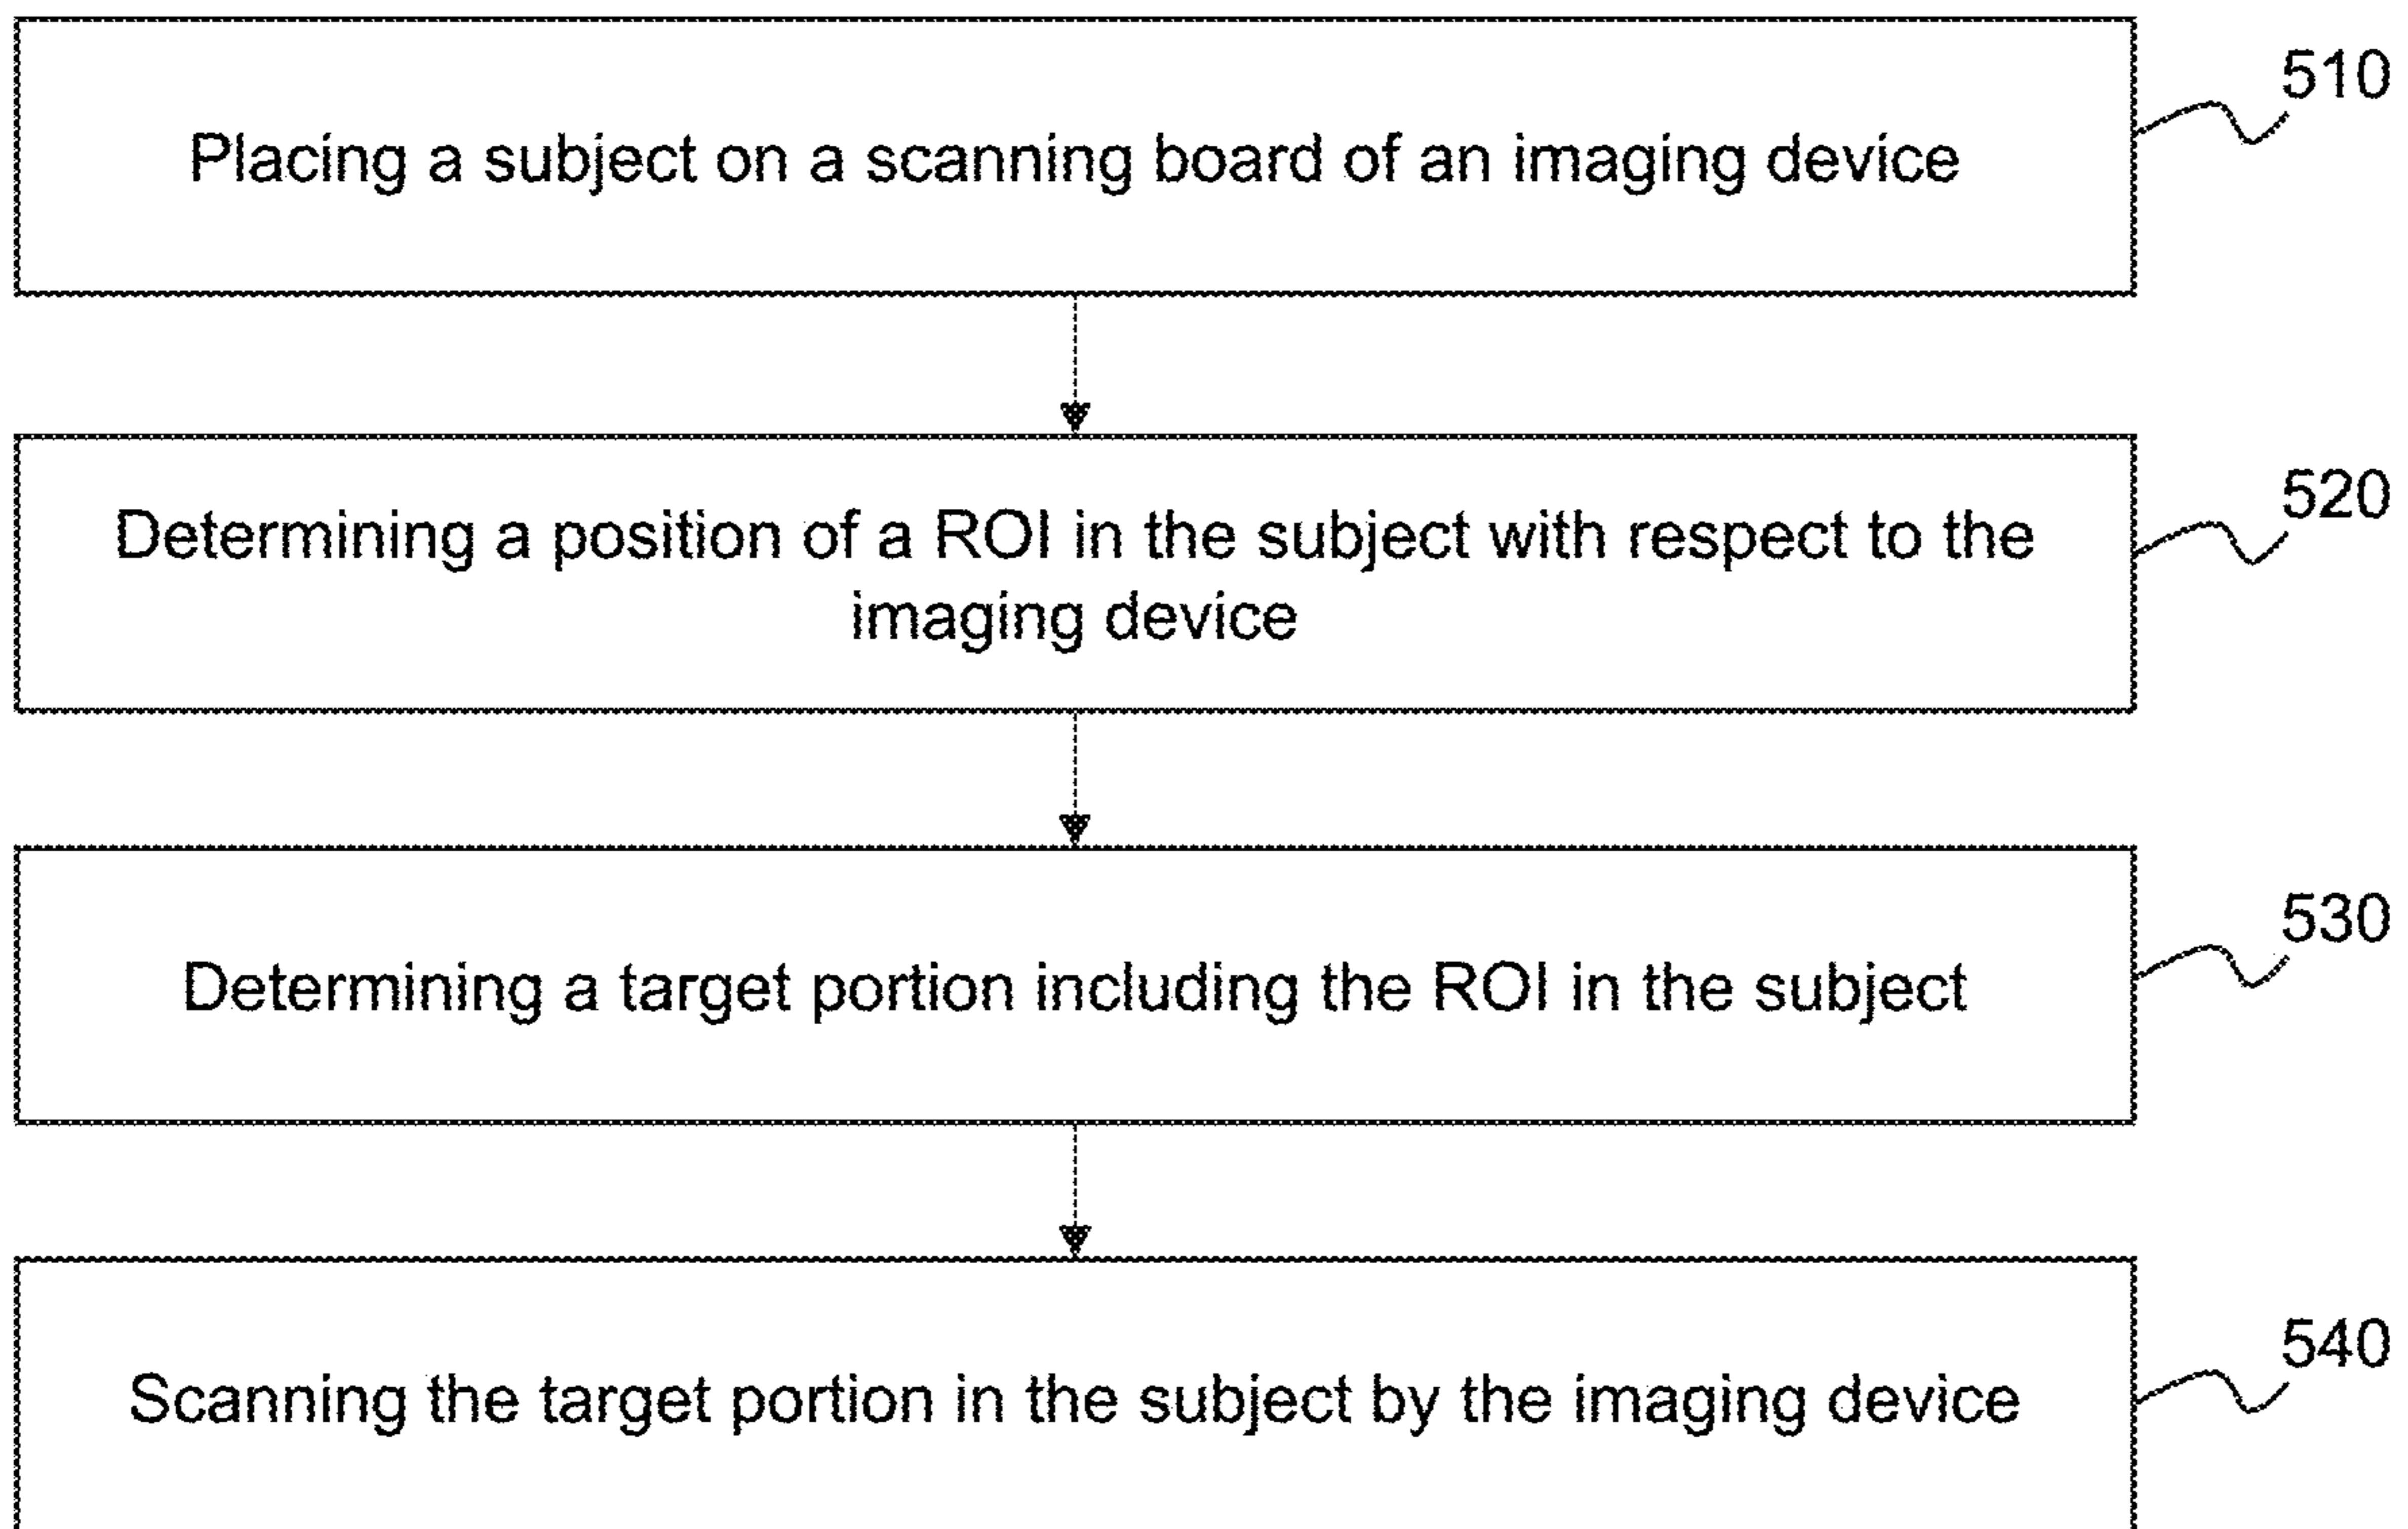 Placing a subject on a scanning board of an imaging device
510
Determining a position of a ROI in the subject with respect to the
imaging device
520
Determining a target portion including the ROI in the subject
530
Scanning the target portion in the subject by the imaging device
540